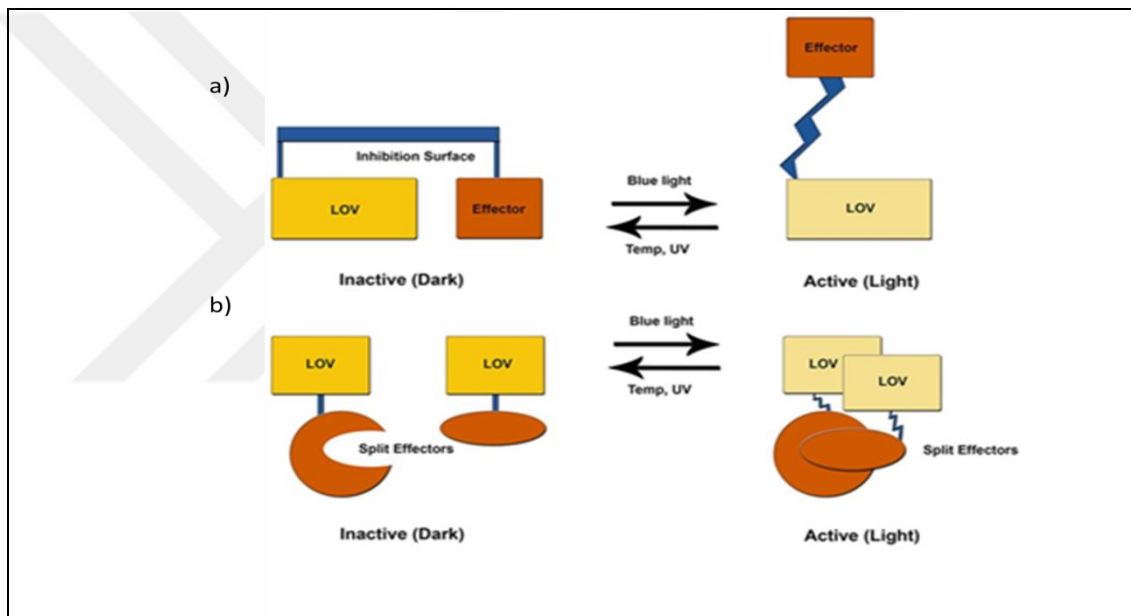 Effector
a)
Inhibition Surface
Blue light
LOV
Effector
LOV
Temp, UV
Inactive (Dark)
Active (Light)
b)
Blue light
LOV
LOV
LOV
LOV
Temp, UV
Split Effectors
Split Effectors
Inactive (Dark)
Active (Light)